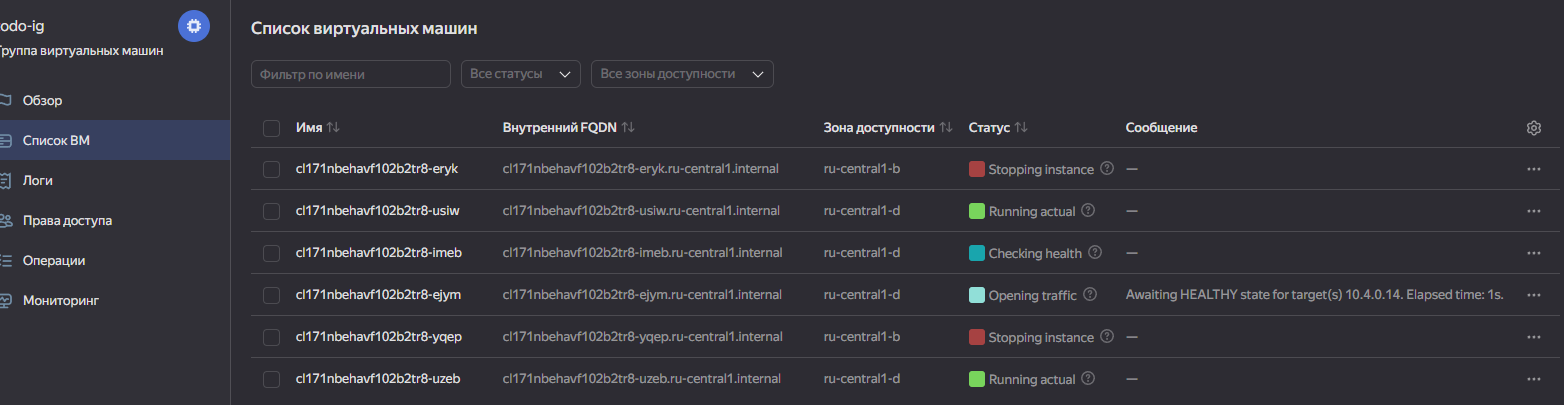 todo-ig
Группа виртуальных машин
Обзор
Список ВМ
Логи
Права доступа
Операции
Мониторинг
Список виртуальных машин
Фильтр по имени Все статусы Все зоны доступности
Имя Внутренний FQDN Зона доступности Статус Сообщение
cl171nbehavf102b2tr8-eryk cl171nbehavf102b2tr8-eryk.ru-central1.internal ru-central1-b Stopping instance —
cl171nbehavf102b2tr8-usiw cl171nbehavf102b2tr8-usiw.ru-central1.internal ru-central1-d Running actual —
cl171nbehavf102b2tr8-imeb cl171nbehavf102b2tr8-imeb.ru-central1.internal ru-central1-d Checking health —
cl171nbehavf102b2tr8-ejym cl171nbehavf102b2tr8-ejym.ru-central1.internal ru-central1-d Opening traffic Awaiting HEALTHY state for target(s) 10.4.0.14. Elapsed time: 1s.
cl171nbehavf102b2tr8-yqep cl171nbehavf102b2tr8-yqep.ru-central1.internal ru-central1-b Stopping instance —
cl171nbehavf102b2tr8-uzeb cl171nbehavf102b2tr8-uzeb.ru-central1.internal ru-central1-d Running actual —